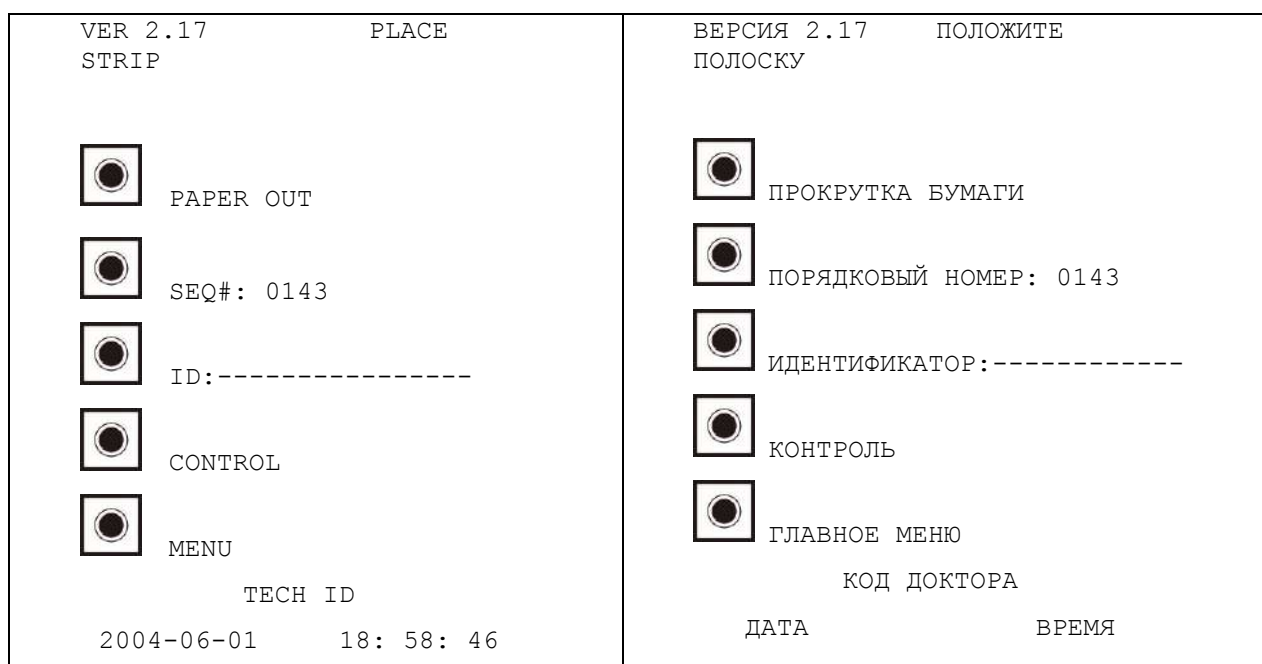 VER 2.17 PLACE
STRIP
PAPER OUT
SEQ#: 0143
ID:----------------
CONTROL
MENU
TECH ID
2004-06-01 18: 58: 46
ВЕРСИЯ 2.17 ПОЛОЖИТЕ
ПОЛОСКУ
ПРОКРУТКА БУМАГИ
ПОРЯДКОВЫЙ НОМЕР: 0143
ИДЕНТИФИКАТОР:------------
КОНТРОЛЬ
ГЛАВНОЕ МЕНЮ
КОД ДОКТОРА
ДАТА ВРЕМЯ